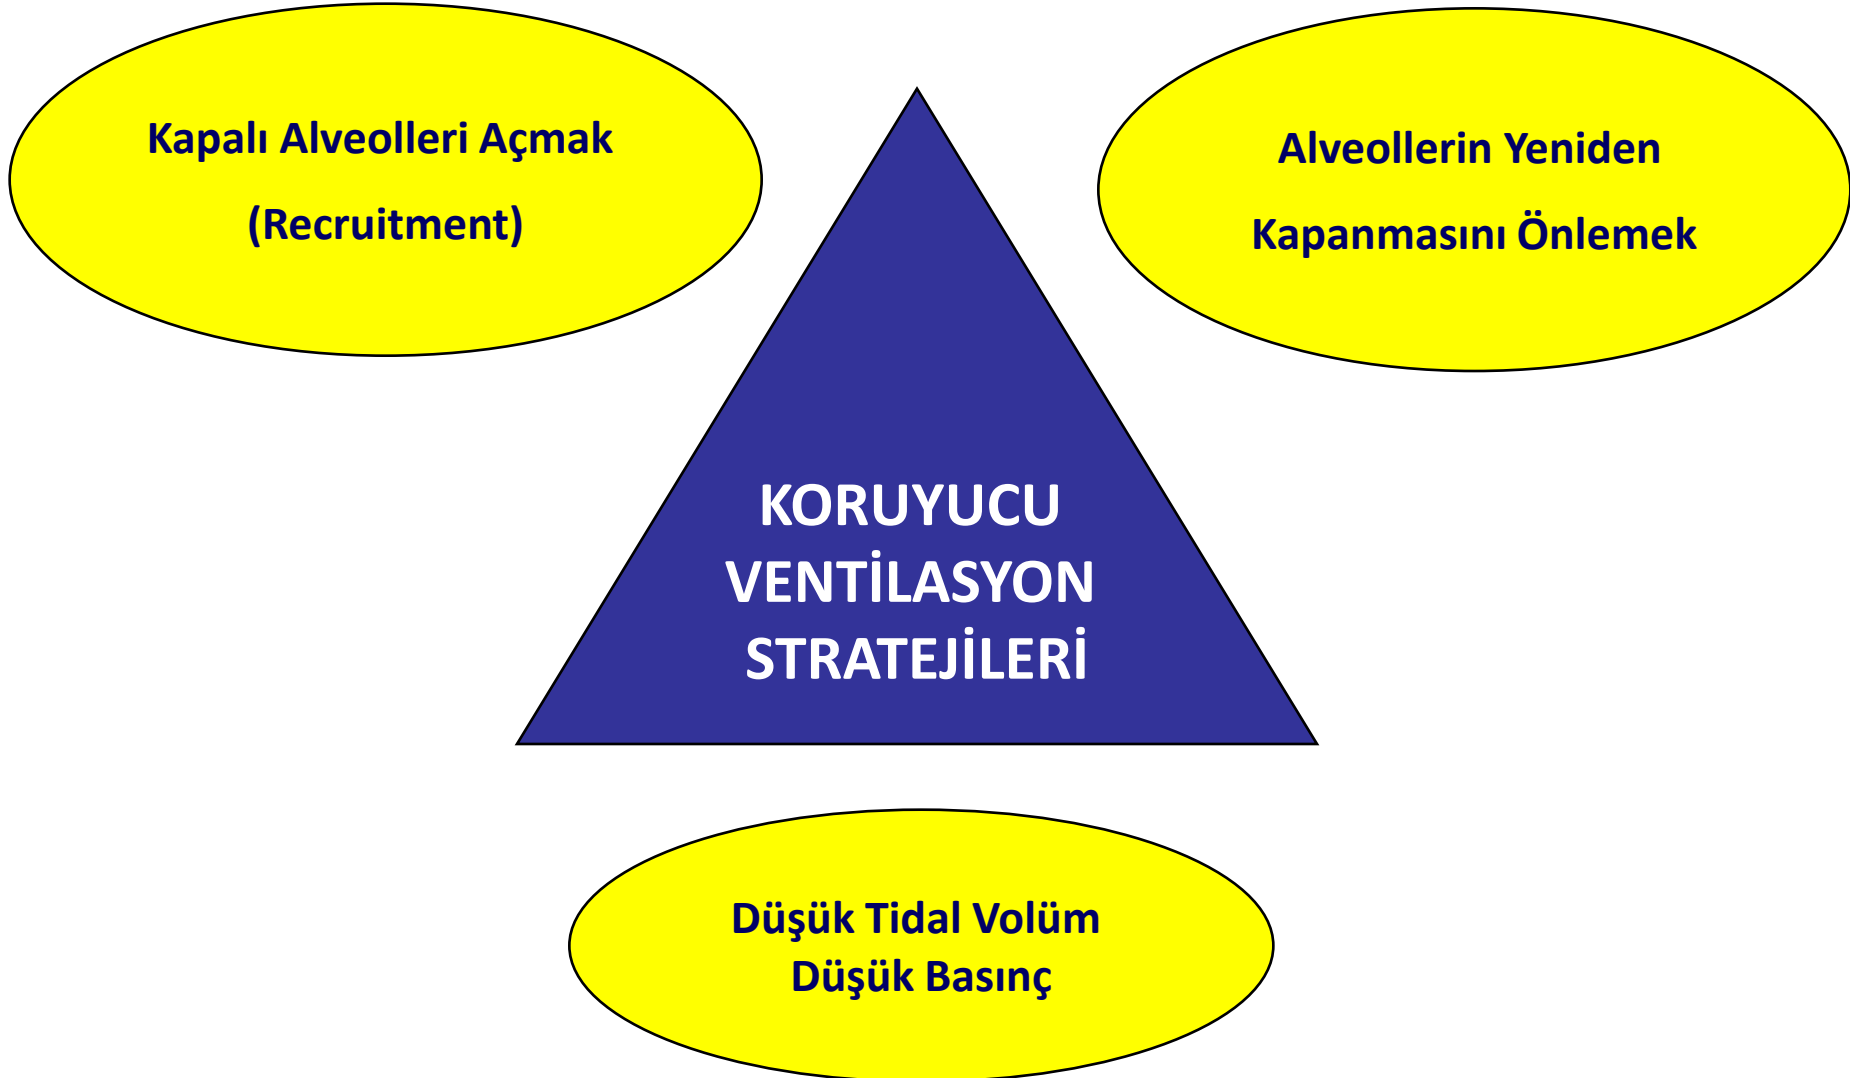 Kapalı Alveolleri Açmak
(Recruitment)
Alveollerin Yeniden
Kapanmasını Önlemek
KORUYUCU
VENTİLASYON
STRATEJİLERİ
Düşük Tidal Volüm
Düşük Basınç